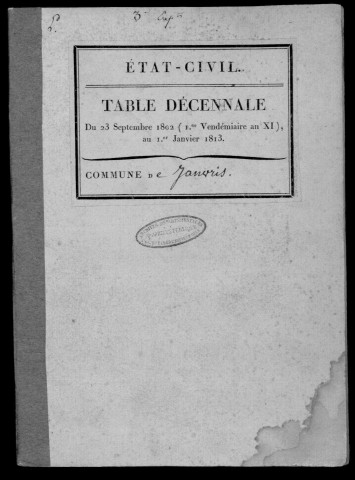 ÉTAT-CIVIL.
TABLE DÉCENNALE
Du 23 Septembre 1802 (1.er Vendémiaire an XI),
au 1.er Janvier 1813.
COMMUNE DE Janvris.